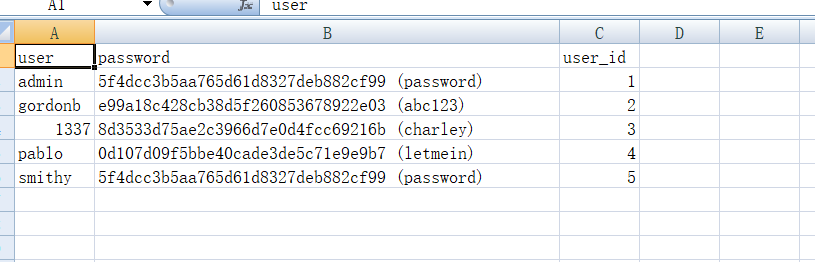 A1 fx user
A B C D E
user password user_id
admin 5f4dcc3b5aa765d61d8327deb882cf99 (password) 1
gordonb e99a18c428cb38d5f260853678922e03 (abc123) 2
1337 8d3533d75ae2c3966d7e0d4fcc69216b (charley) 3
pablo 0d107d09f5bbe40cade3de5c71e9e9b7 (letmein) 4
smithy 5f4dcc3b5aa765d61d8327deb882cf99 (password) 5